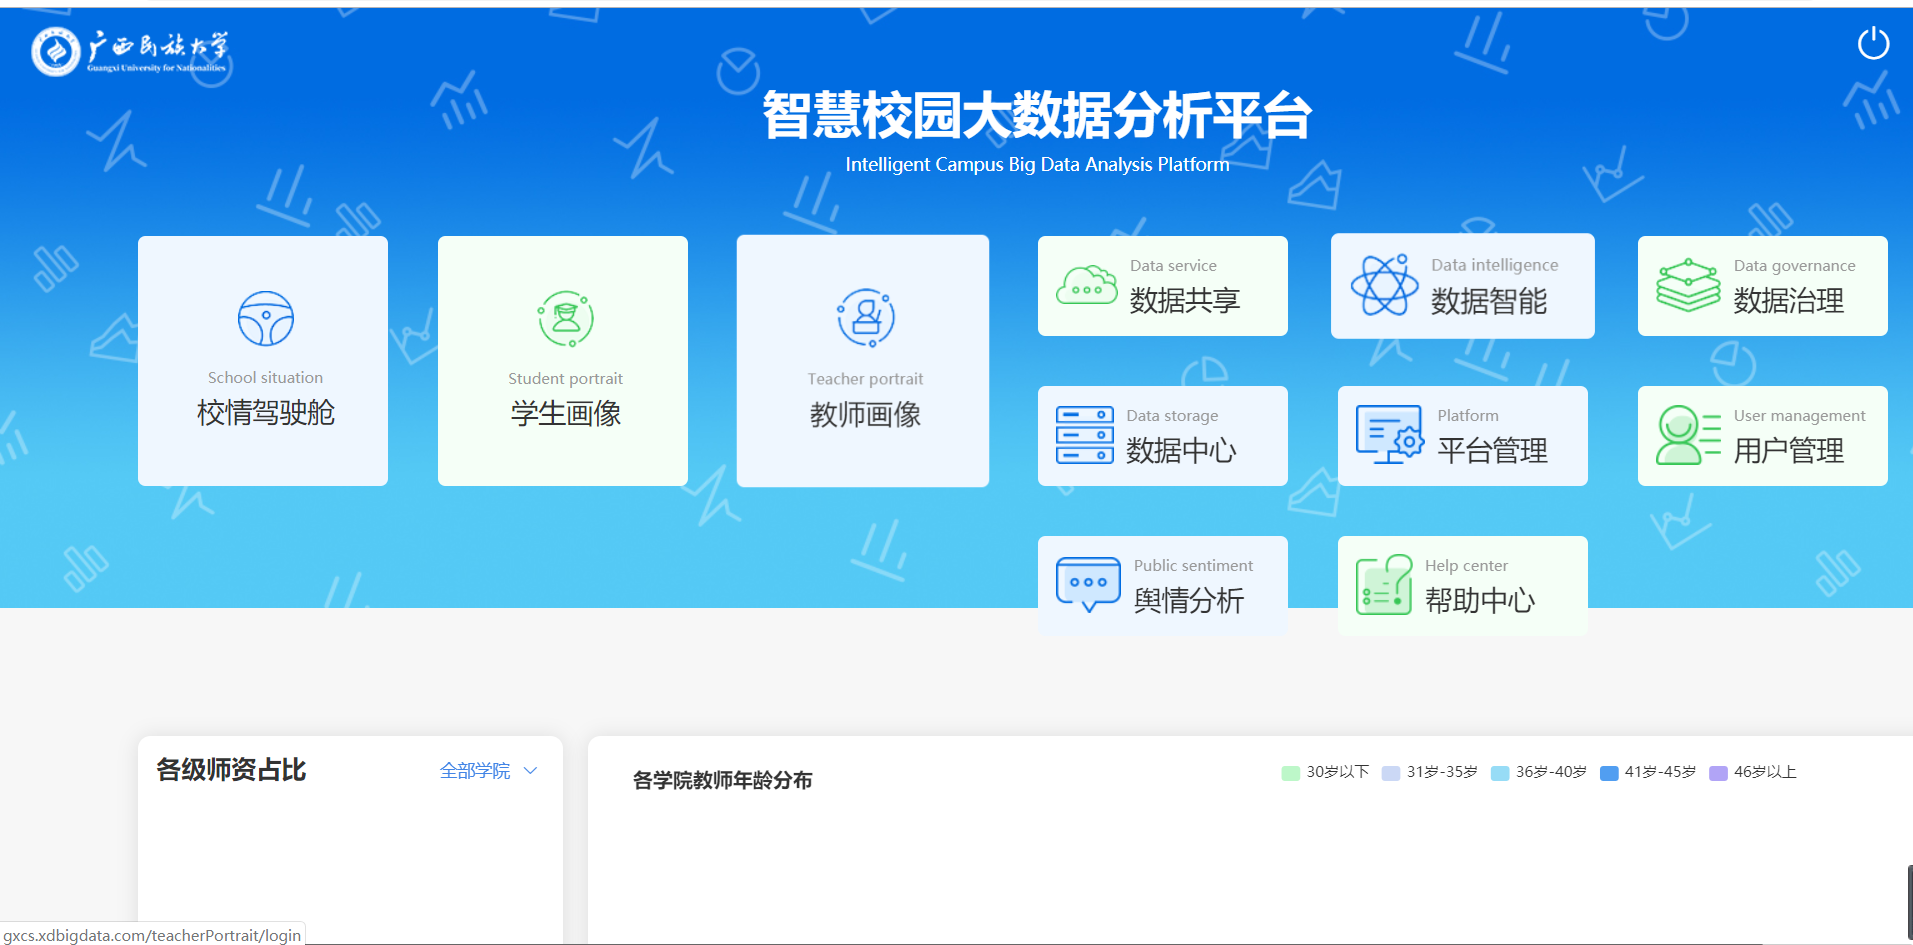 广西民族大学
Guangxi University for Nationalities
智慧校园大数据分析平台
Intelligent Campus Big Data Analysis Platform
School situation
校情驾驶舱
Student portrait
学生画像
Teacher portrait
教师画像
Data service
数据共享
Data intelligence
数据智能
Data governance
数据治理
Data storage
数据中心
Platform
平台管理
User management
用户管理
Public sentiment
舆情分析
Help center
帮助中心
各级师资占比
全部学院
各学院教师年龄分布
30岁以下 31岁-35岁 36岁-40岁 41岁-45岁 46岁以上
gxcs.xdbigdata.com/teacherPortrait/login